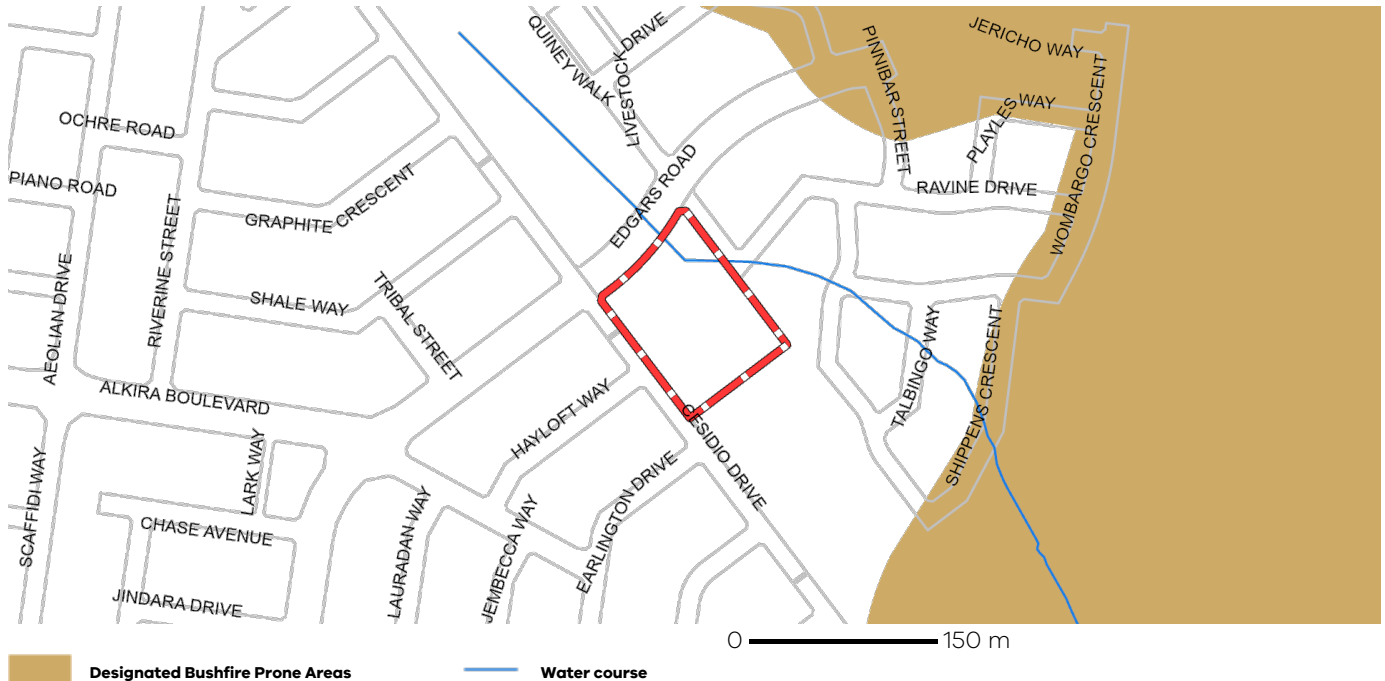 JERICHO WAY
QUINEY WALK
LIVESTOCK DRIVE
PINNIBAR STREET
PLAYLES WAY
WOMBARGO CRESCENT
OCHRE ROAD
PIANO ROAD
GRAPHITE CRESCENT
EDGARS ROAD
RAVINE DRIVE
RIVERINE STREET
AEOLIAN DRIVE
SHALE WAY
TRIBAL STREET
TALBINGO WAY
SHIPPENS CRESCENT
ALKIRA BOULEVARD
HAYLOFT WAY
CESIDIO DRIVE
SCAFFIDI WAY
LARK WAY
CHASE AVENUE
LAURADAN WAY
JEMBECCA WAY
EARLINGTON DRIVE
JINDARA DRIVE
0 150 m
Designated Bushfire Prone Areas
Water course